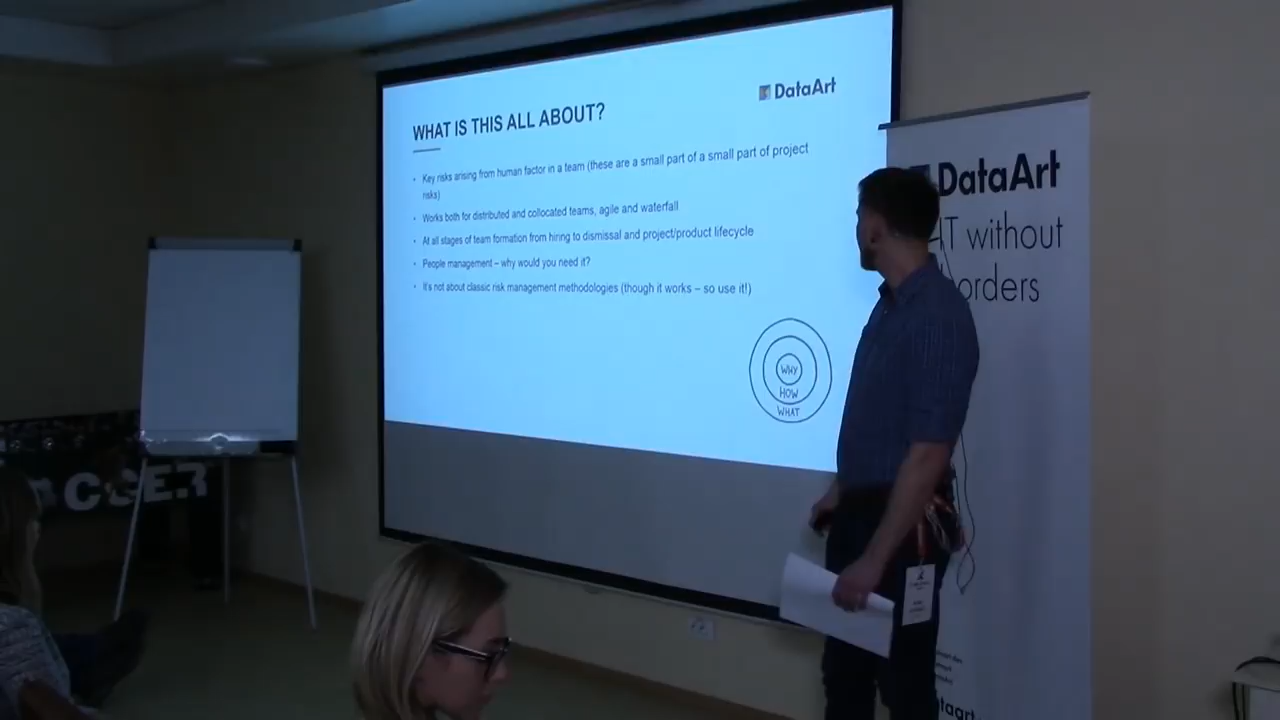 DataArt
WHAT IS THIS ALL ABOUT?
• Key risks arising from human factor in a team (these are a small part of a small part of project
risks)
• Works both for distributed and collocated teams, agile and waterfall
• At all stages of team formation from hiring to dismissal and project/product lifecycle
• People management – why would you need it?
• It's not about classic risk management methodologies (though it works – so use it!)
WHY
HOW
WHAT
DataArt
IT without
orders